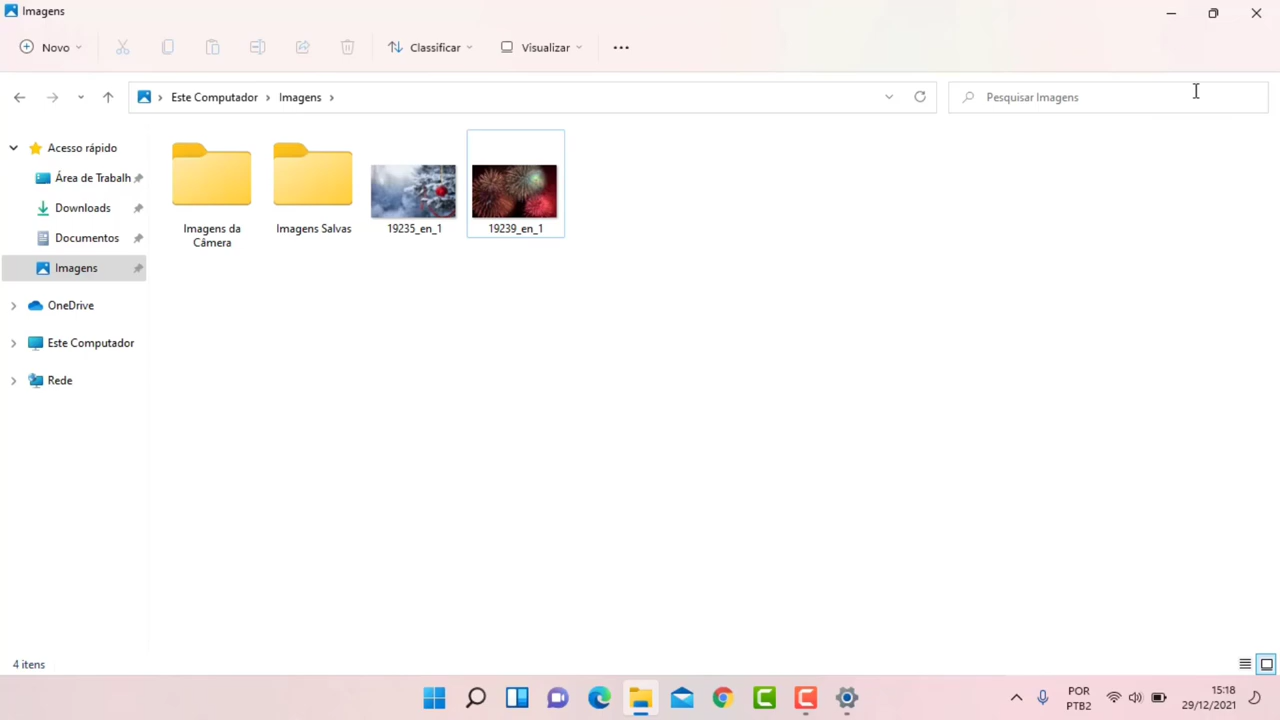 Imagens
Novo
Classificar
Visualizar
Este Computador
Imagens
Pesquisar Imagens
Acesso rápido
Área de Trabalh
Downloads
Documentos
Imagens
OneDrive
Este Computador
Rede
Imagens da
Câmera
Imagens Salvas
19235_en_1
19239_en_1
4 itens
POR
PTB2
15:18
29/12/2021